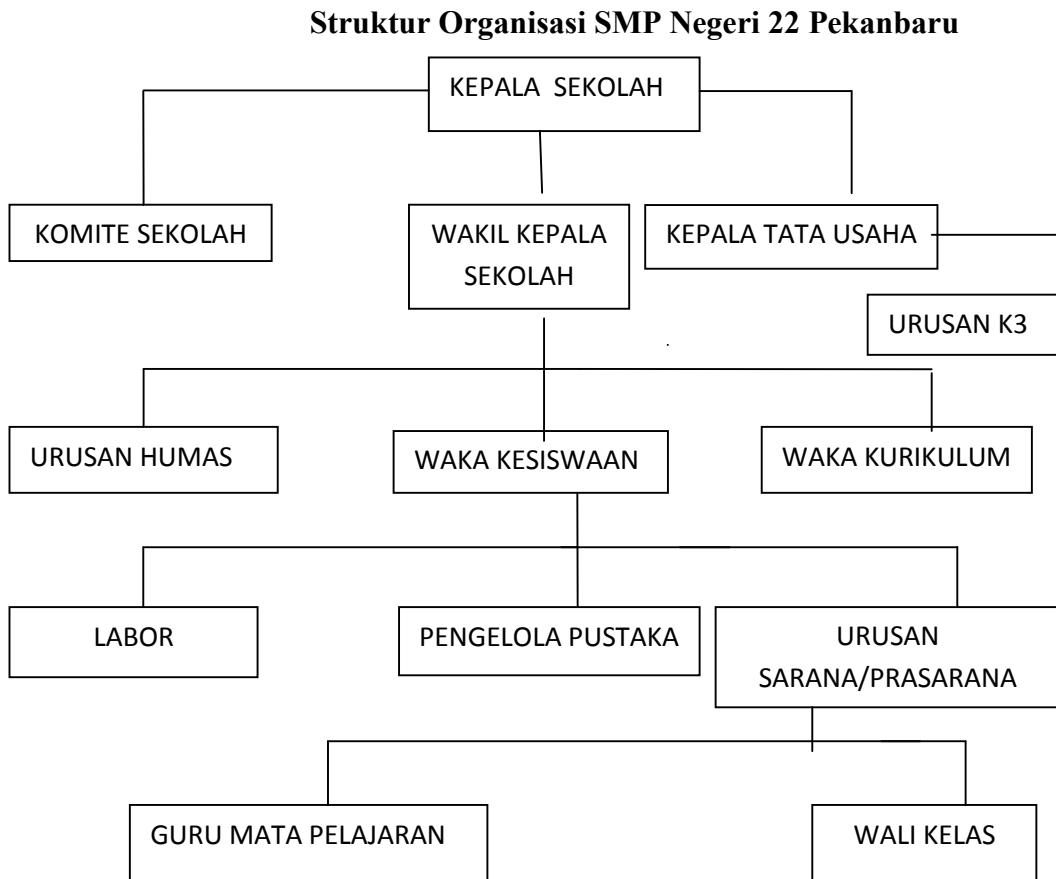 Struktur Organisasi SMP Negeri 22 Pekanbaru
KEPALA SEKOLAH
KOMITE SEKOLAH
WAKIL KEPALA
SEKOLAH
KEPALA TATA USAHA
URUSAN K3
URUSAN HUMAS
WAKA KESISWAAN
WAKA KURIKULUM
LABOR
PENGELOLA PUSTAKA
URUSAN
SARANA/PRASARANA
GURU MATA PELAJARAN
WALI KELAS